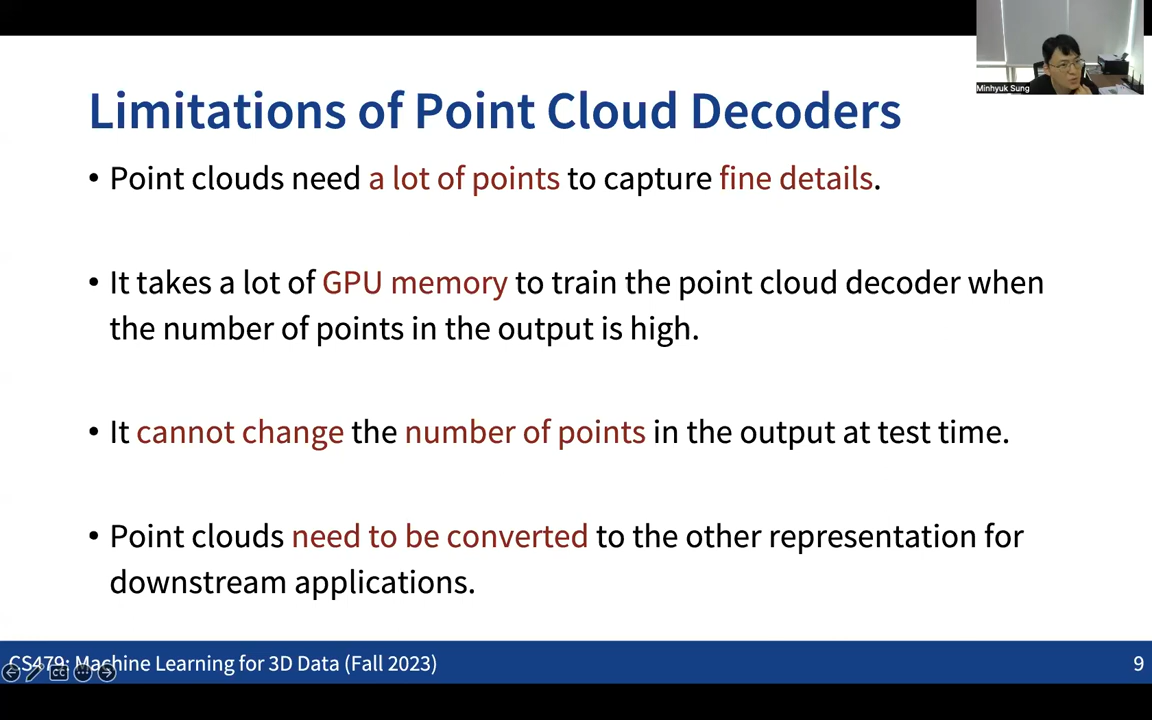 Minhyuk Sung
Limitations of Point Cloud Decoders
• Point clouds need a lot of points to capture fine details.
• It takes a lot of GPU memory to train the point cloud decoder when
the number of points in the output is high.
• It cannot change the number of points in the output at test time.
• Point clouds need to be converted to the other representation for
downstream applications.
CS479: Machine Learning for 3D Data (Fall 2023)
9
CC